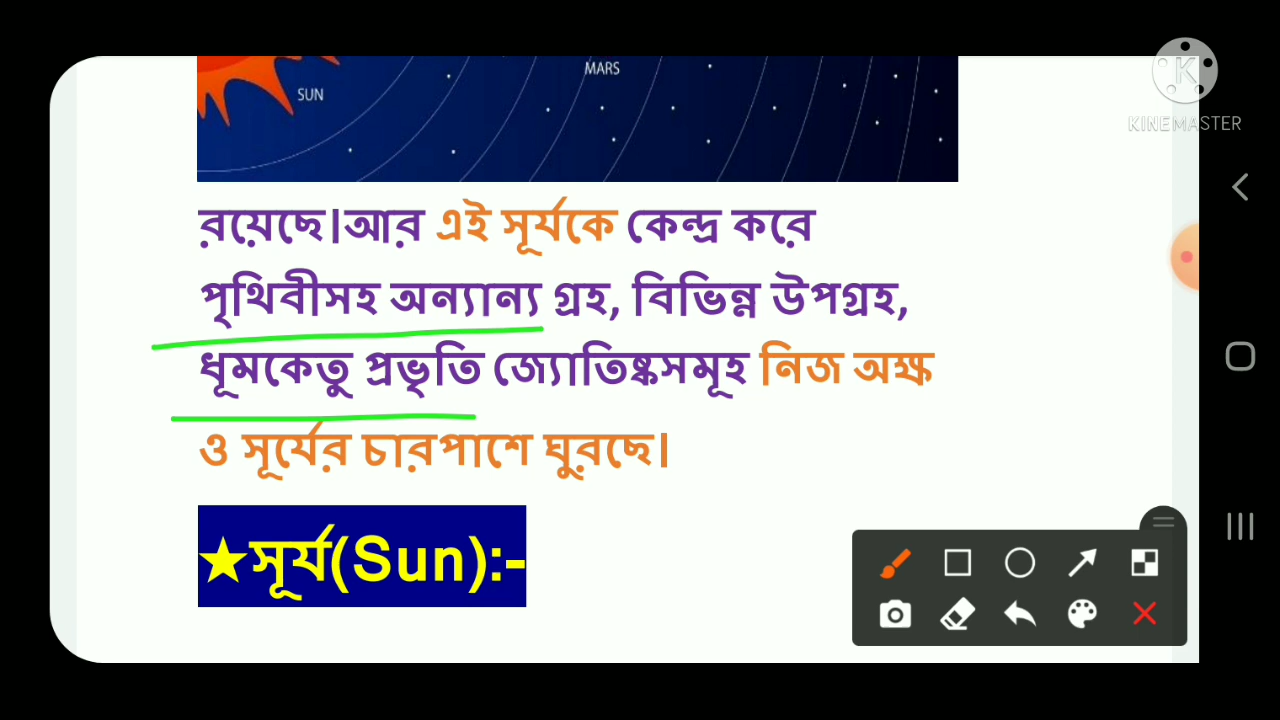 MARS
SUN
KINEMASTER
রয়েছে।আর এই সূর্যকে কেন্দ্র করে
পৃথিবীসহ অন্যান্য গ্রহ, বিভিন্ন উপগ্রহ,
ধূমকেতু প্রভৃতি জ্যোতিষ্কসমূহ নিজ অক্ষ
ও সূর্যের চারপাশে ঘুরছে।
★সূর্য(Sun):-